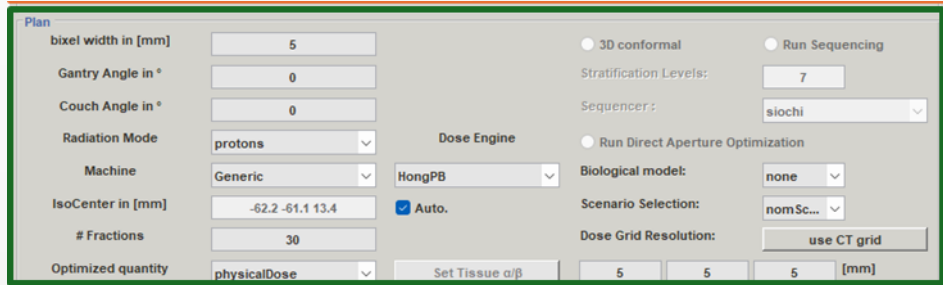 Plan
bixel width in [mm] 5 3D conformal Run Sequencing
Gantry Angle in ° 0 Stratification Levels: 7
Couch Angle in ° 0 Sequencer : siochi
Radiation Mode protons Dose Engine Run Direct Aperture Optimization
Machine Generic HongPB Biological model: none
IsoCenter in [mm] -62.2 -61.1 13.4 Auto. Scenario Selection: nomSc...
# Fractions 30 Dose Grid Resolution: use CT grid
Optimized quantity physicalDose Set Tissue α/β 5 5 5 [mm]